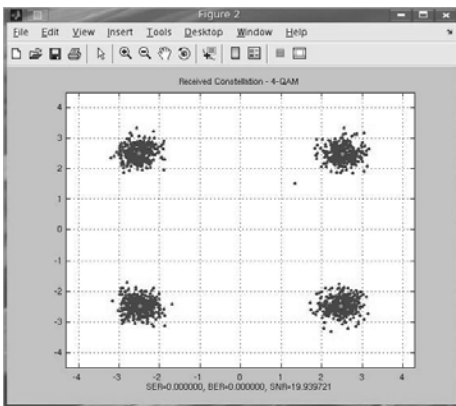 Figure 2
File Edit View Insert Tools Desktop Window Help
Received Constellation - 4-QAM
4
3
2
1
0
-1
-2
-3
-4
-4 -3 -2 -1 0 1 2 3 4
SER=0.000000, BER=0.000000, SNR=19.939721